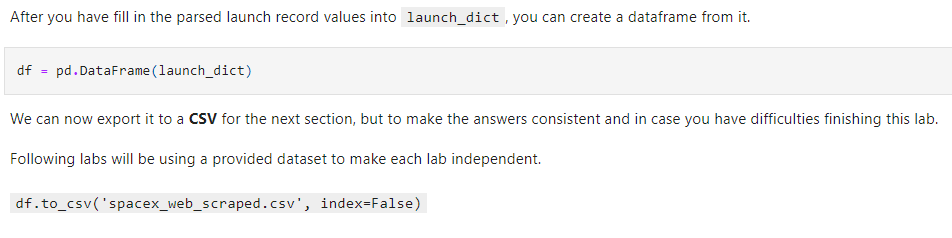 After you have fill in the parsed launch record values into launch_dict , you can create a dataframe from it.
df = pd.DataFrame(launch_dict)
We can now export it to a CSV for the next section, but to make the answers consistent and in case you have difficulties finishing this lab.
Following labs will be using a provided dataset to make each lab independent.
df.to_csv('spacex_web_scraped.csv', index=False)